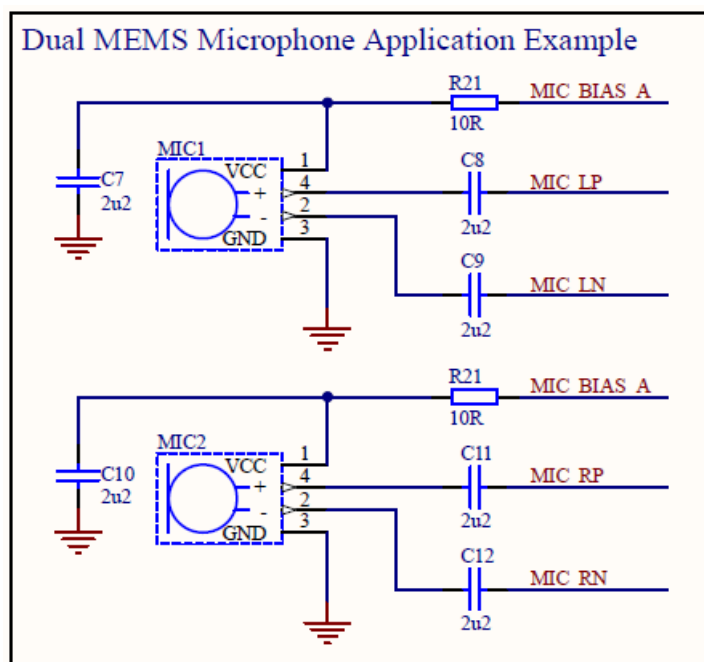 Dual MEMS Microphone Application Example
R21
MIC BIAS A
10R
MIC1
C7
2u2
VCC
1
+
4
-
2
GND
3
C8
MIC LP
2u2
C9
MIC LN
2u2
R21
MIC BIAS A
10R
MIC2
C10
2u2
VCC
1
+
4
-
2
GND
3
C11
MIC RP
2u2
C12
MIC RN
2u2